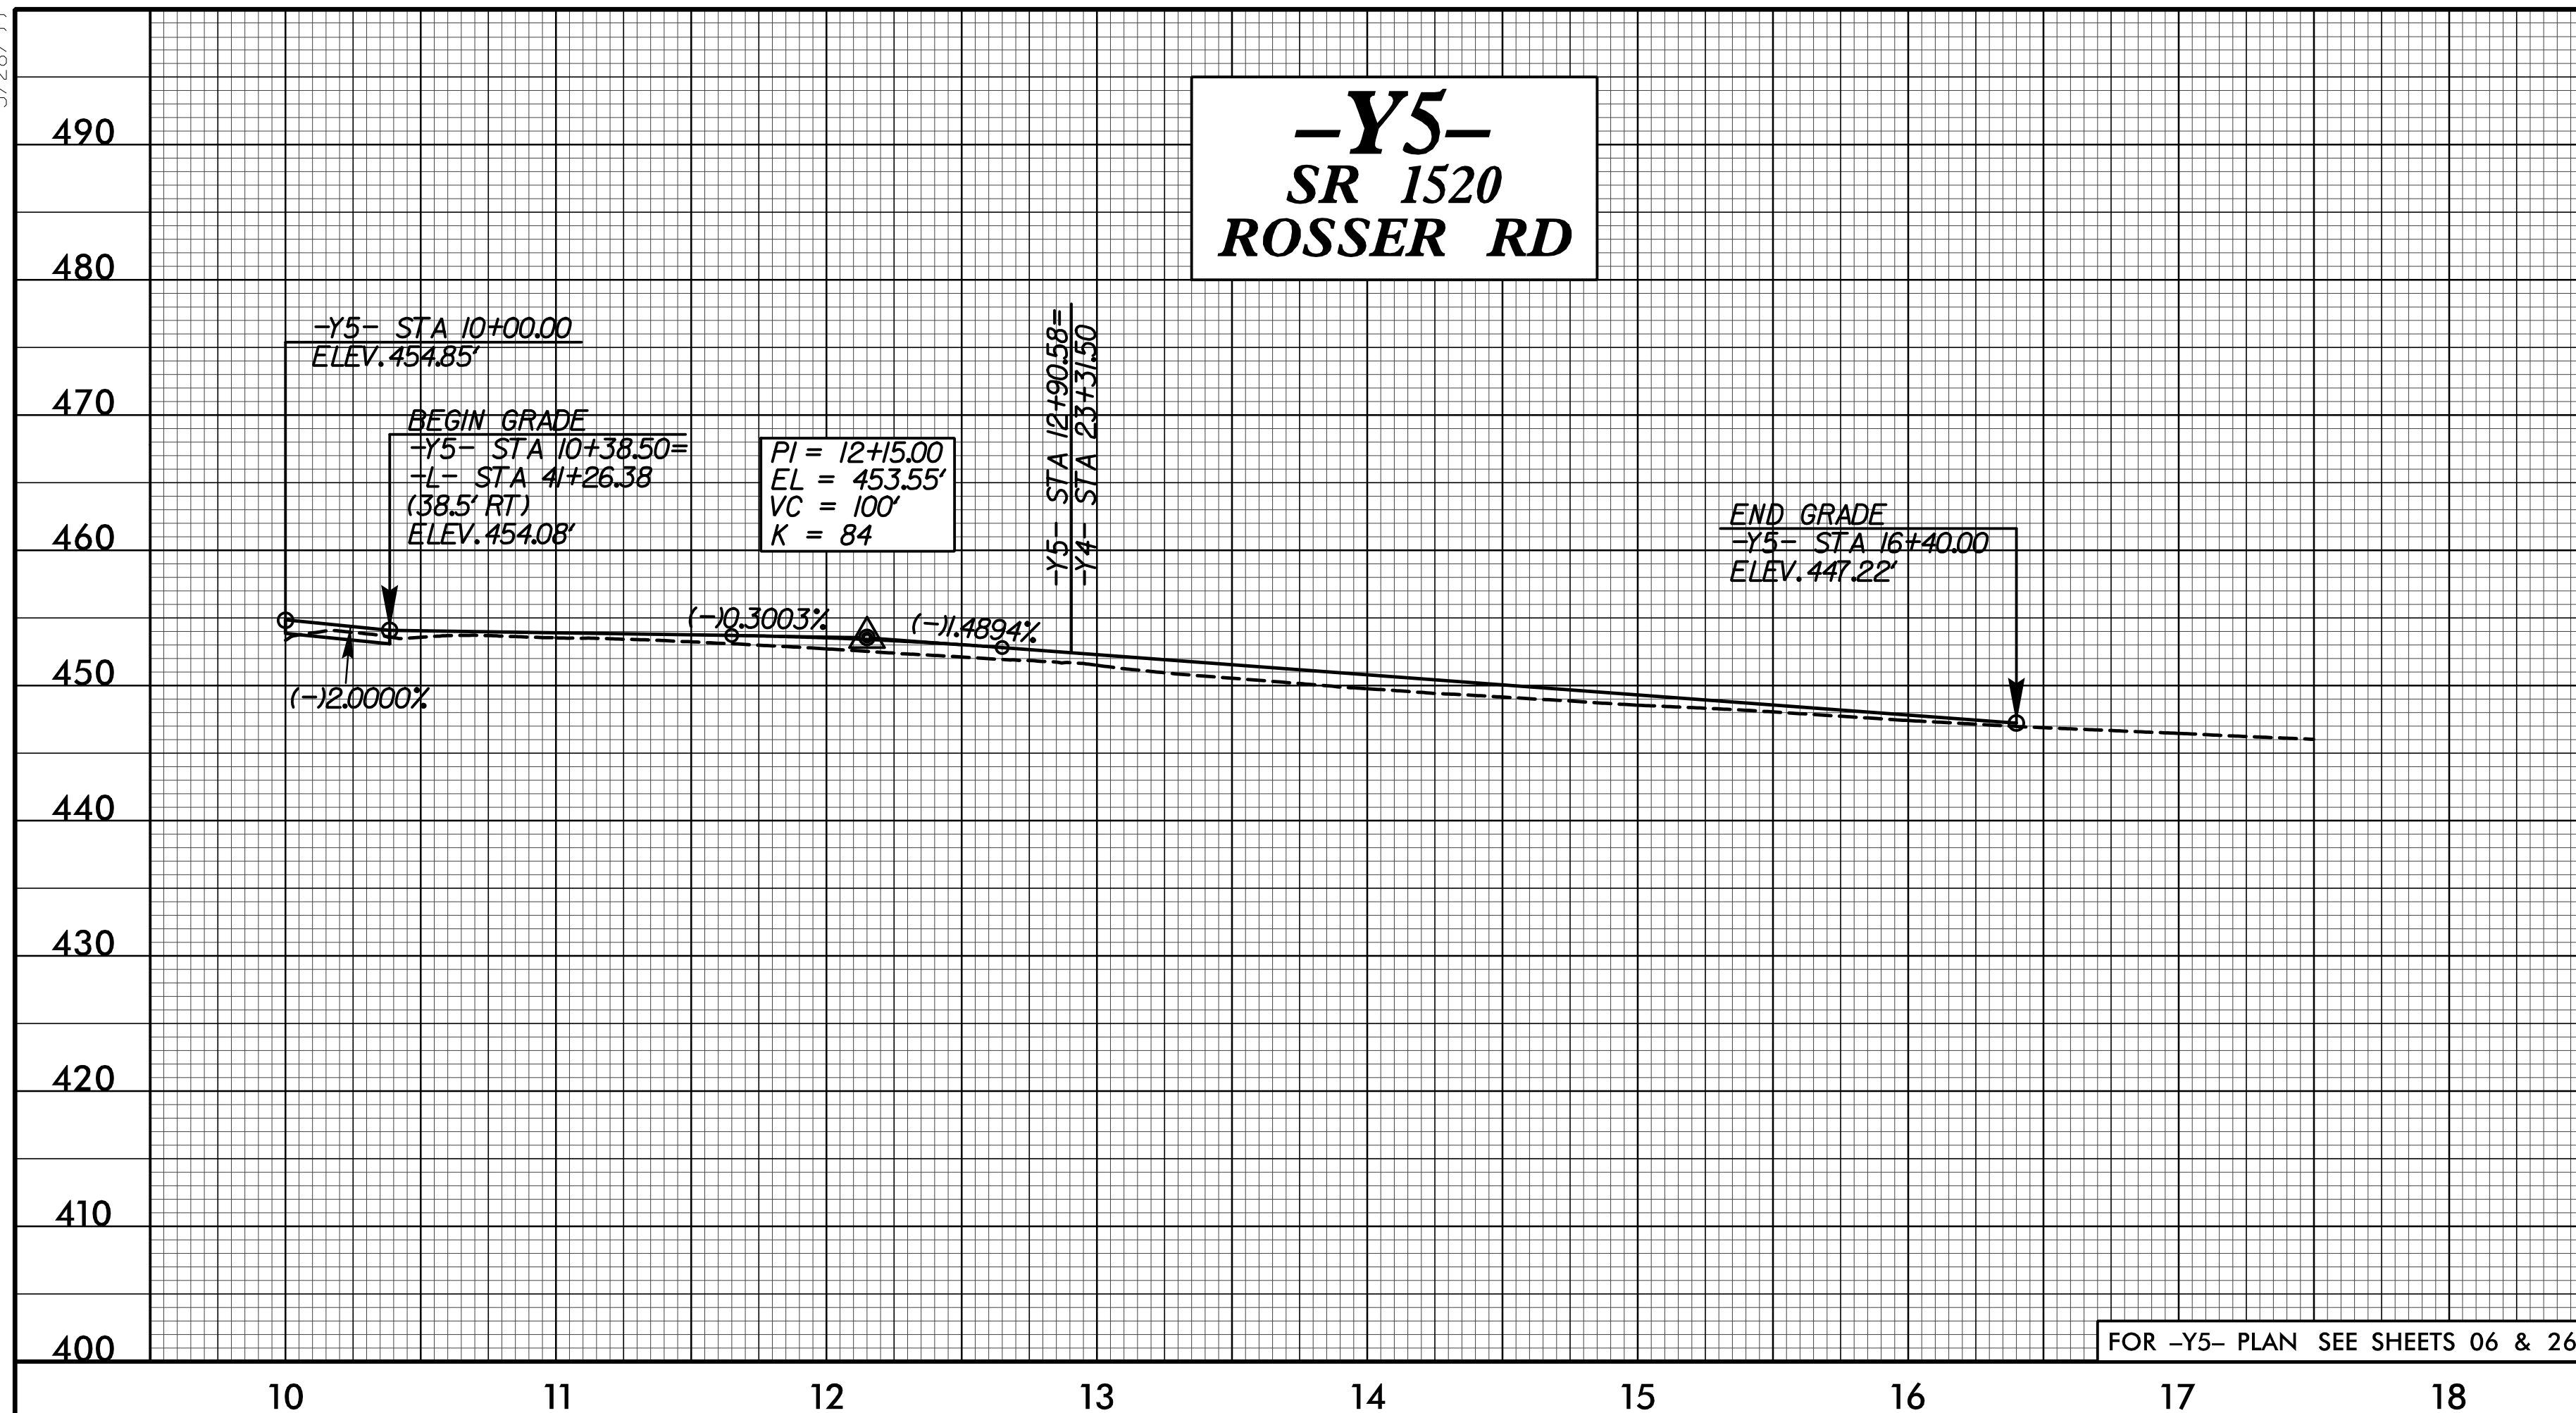 490
480
470
460
450
440
430
420
410
400
–Y5–
SR 1520
ROSSER RD
-Y5- STA 10+00.00
ELEV. 454.85'
BEGIN GRADE
-Y5- STA 10+38.50=
-L- STA 41+26.38
(38.5' RT)
ELEV. 454.08'
PI = 12+15.00
EL = 453.55'
VC = 100'
K = 84
-Y5- STA 12+90.58=
-Y4- STA 23+31.50
END GRADE
-Y5- STA 16+40.00
ELEV. 447.22'
(-)0.3003%
(-)1.4894%
(-)2.0000%
FOR –Y5– PLAN SEE SHEETS 06 & 26
10 11 12 13 14 15 16 17 18